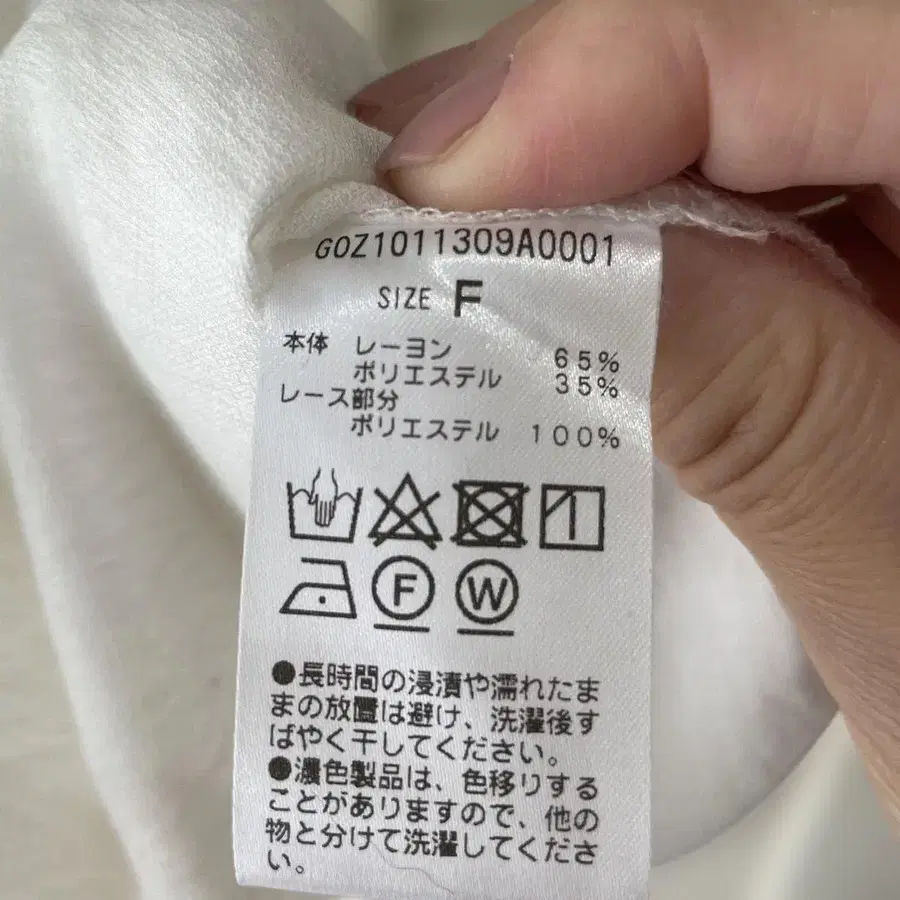 GOZ1011309A0001
SIZE F
本体 レーヨン 65%
ポリエステル 35%
レース部分
ポリエステル 100%
F W
●長時間の浸漬や濡れたま
まの放置は避け、洗濯後す
ばやく干してください。
●濃色製品は、色移りする
ことがありますので、他の
物と分けて洗濯してくださ
い。